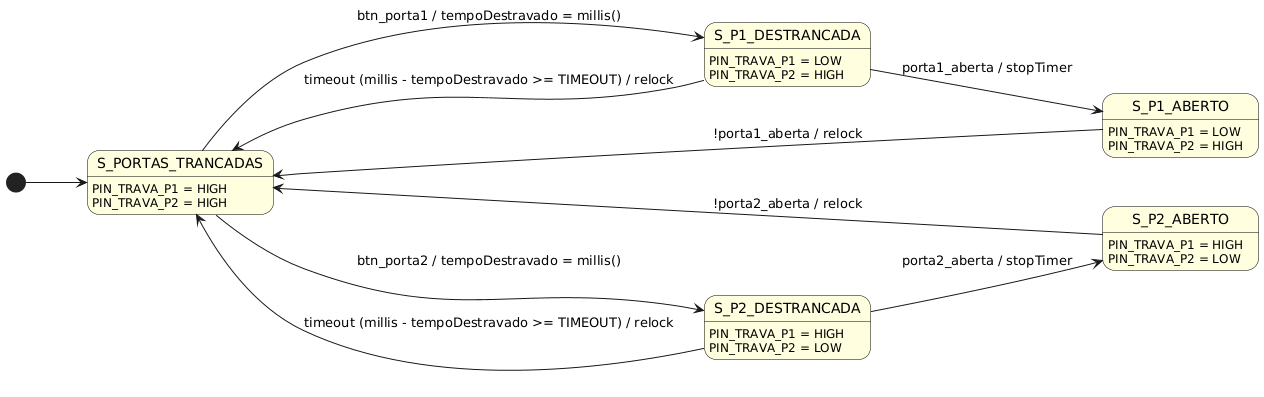 btn_porta1 / tempoDestravado = millis()
S_P1_DESTRANCADA
PIN_TRAVA_P1 = LOW
PIN_TRAVA_P2 = HIGH
timeout (millis - tempoDestravado >= TIMEOUT) / relock
porta1_aberta / stopTimer
S_P1_ABERTO
PIN_TRAVA_P1 = LOW
PIN_TRAVA_P2 = HIGH
!porta1_aberta / relock
S_PORTAS_TRANCADAS
PIN_TRAVA_P1 = HIGH
PIN_TRAVA_P2 = HIGH
!porta2_aberta / relock
S_P2_ABERTO
PIN_TRAVA_P1 = HIGH
PIN_TRAVA_P2 = LOW
btn_porta2 / tempoDestravado = millis()
porta2_aberta / stopTimer
S_P2_DESTRANCADA
PIN_TRAVA_P1 = HIGH
PIN_TRAVA_P2 = LOW
timeout (millis - tempoDestravado >= TIMEOUT) / relock